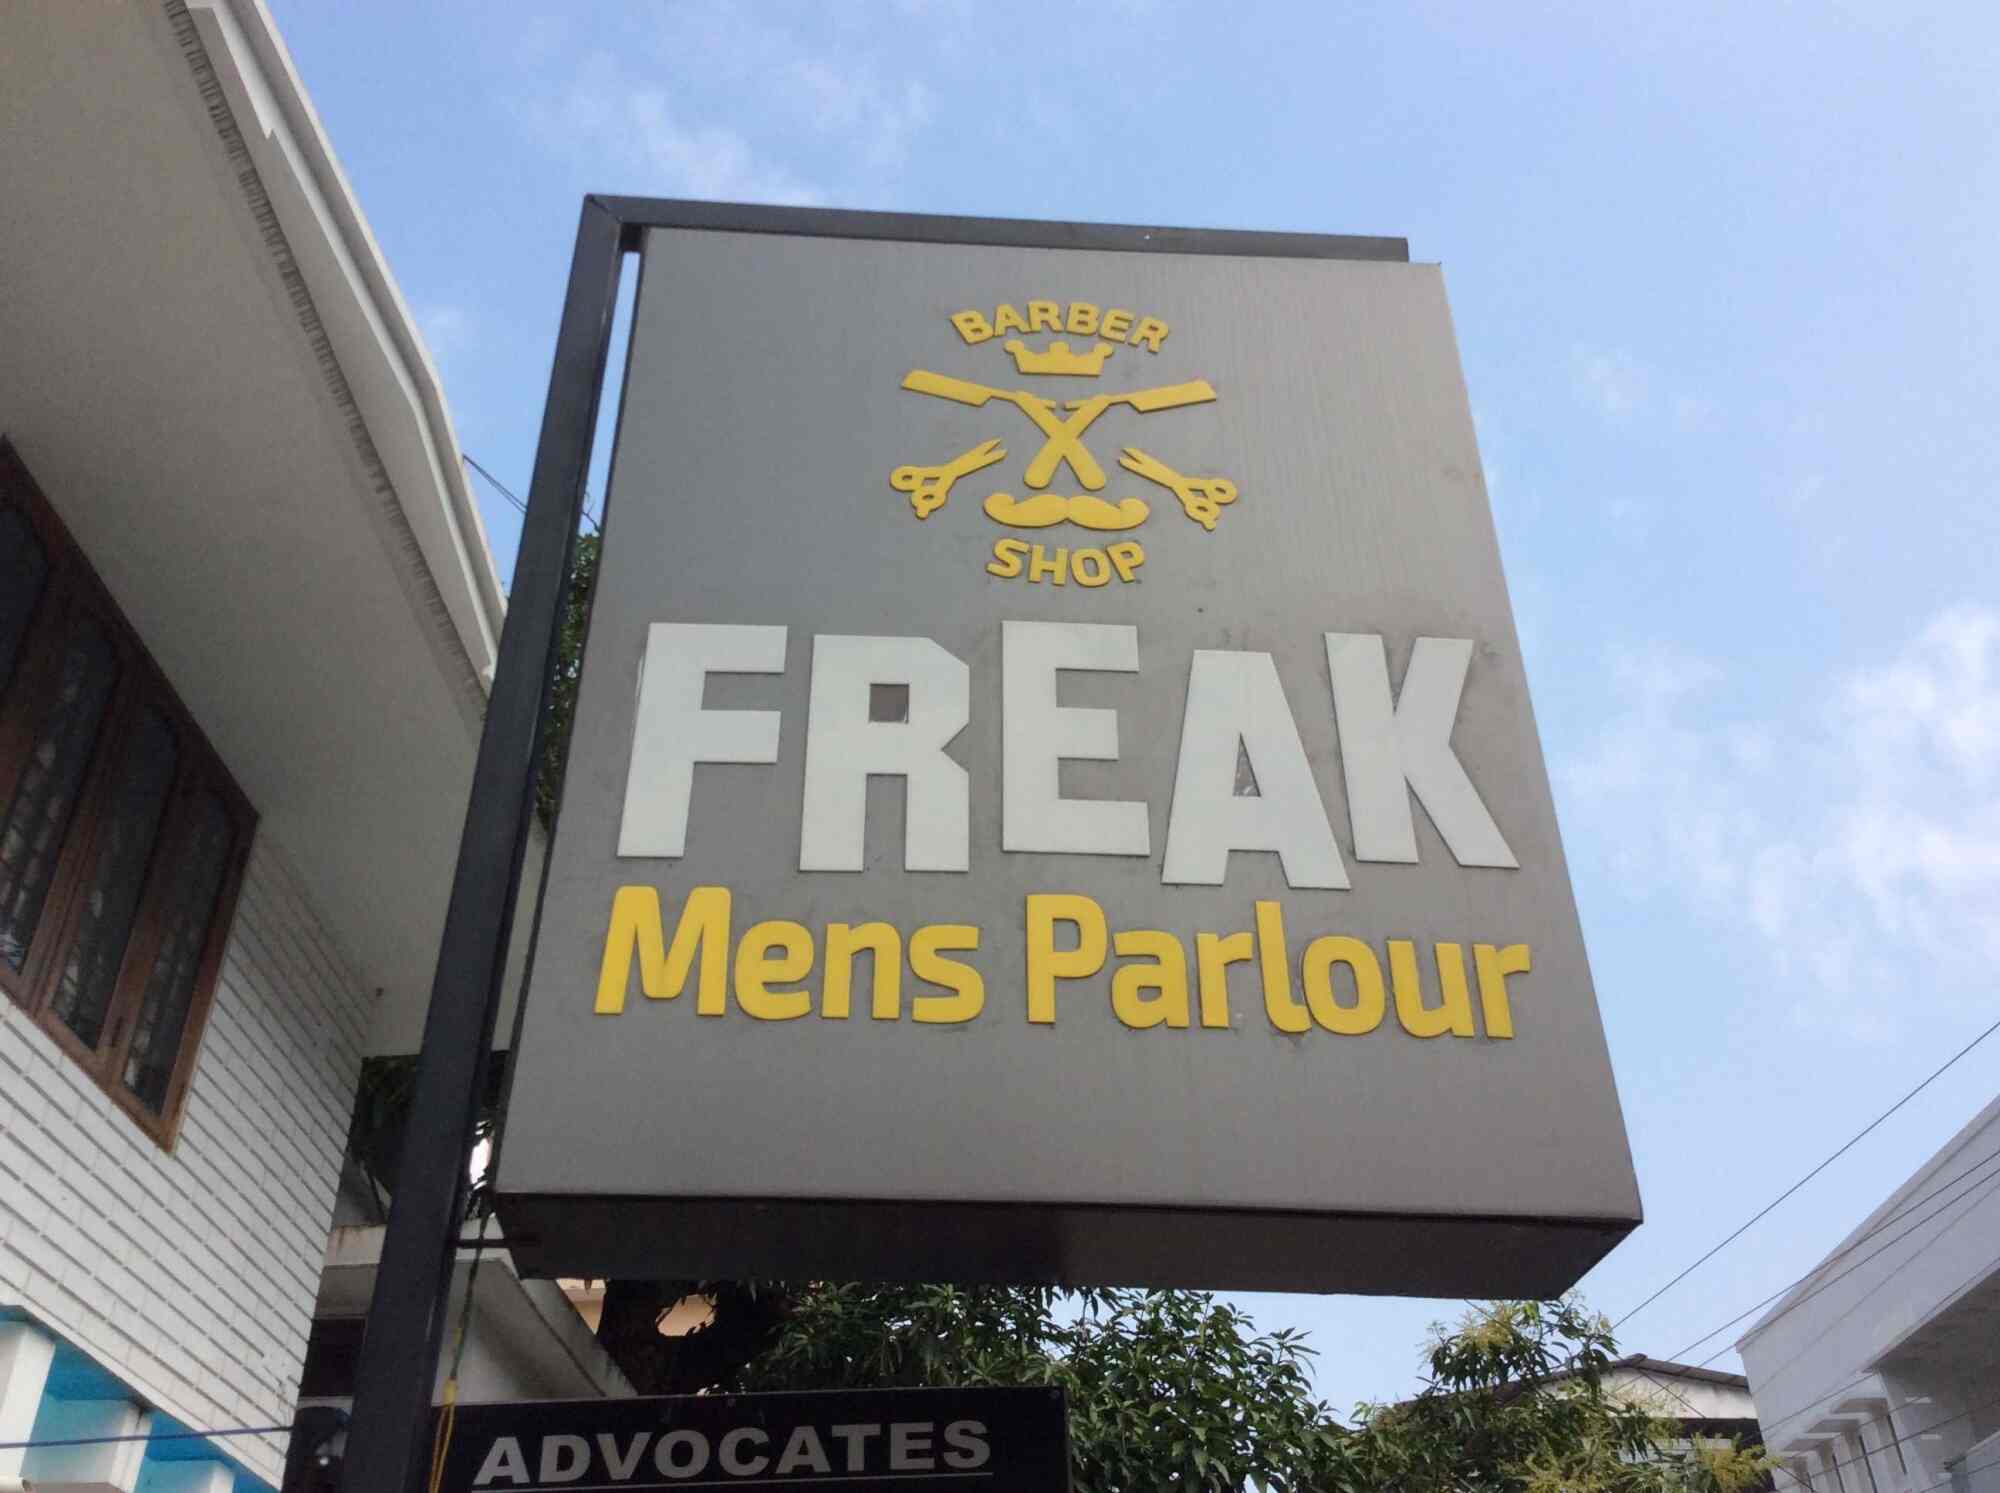 BARBER
SHOP
FREAK
Mens Parlour
ADVOCATES